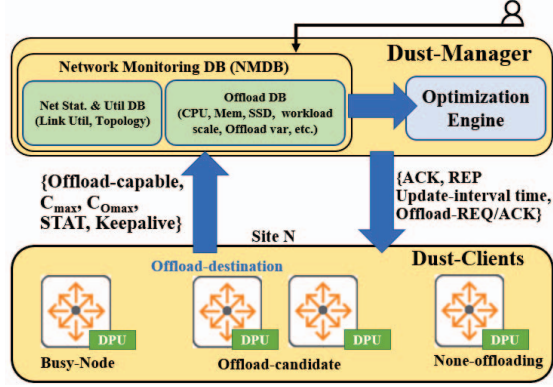 Dust-Manager
Network Monitoring DB (NMDB)
Net Stat. & Util DB
(Link Util, Topology)
Offload DB
(CPU, Mem, SSD, workload
scale, Offload var, etc.)
Optimization
Engine
{Offload-capable,
Cmax, COmax,
STAT, Keepalive}
{ACK, REP
Update-interval time,
Offload-REQ/ACK}
Site N
Dust-Clients
Offload-destination
DPU
DPU
DPU
DPU
Busy-Node
Offload-candidate
None-offloading